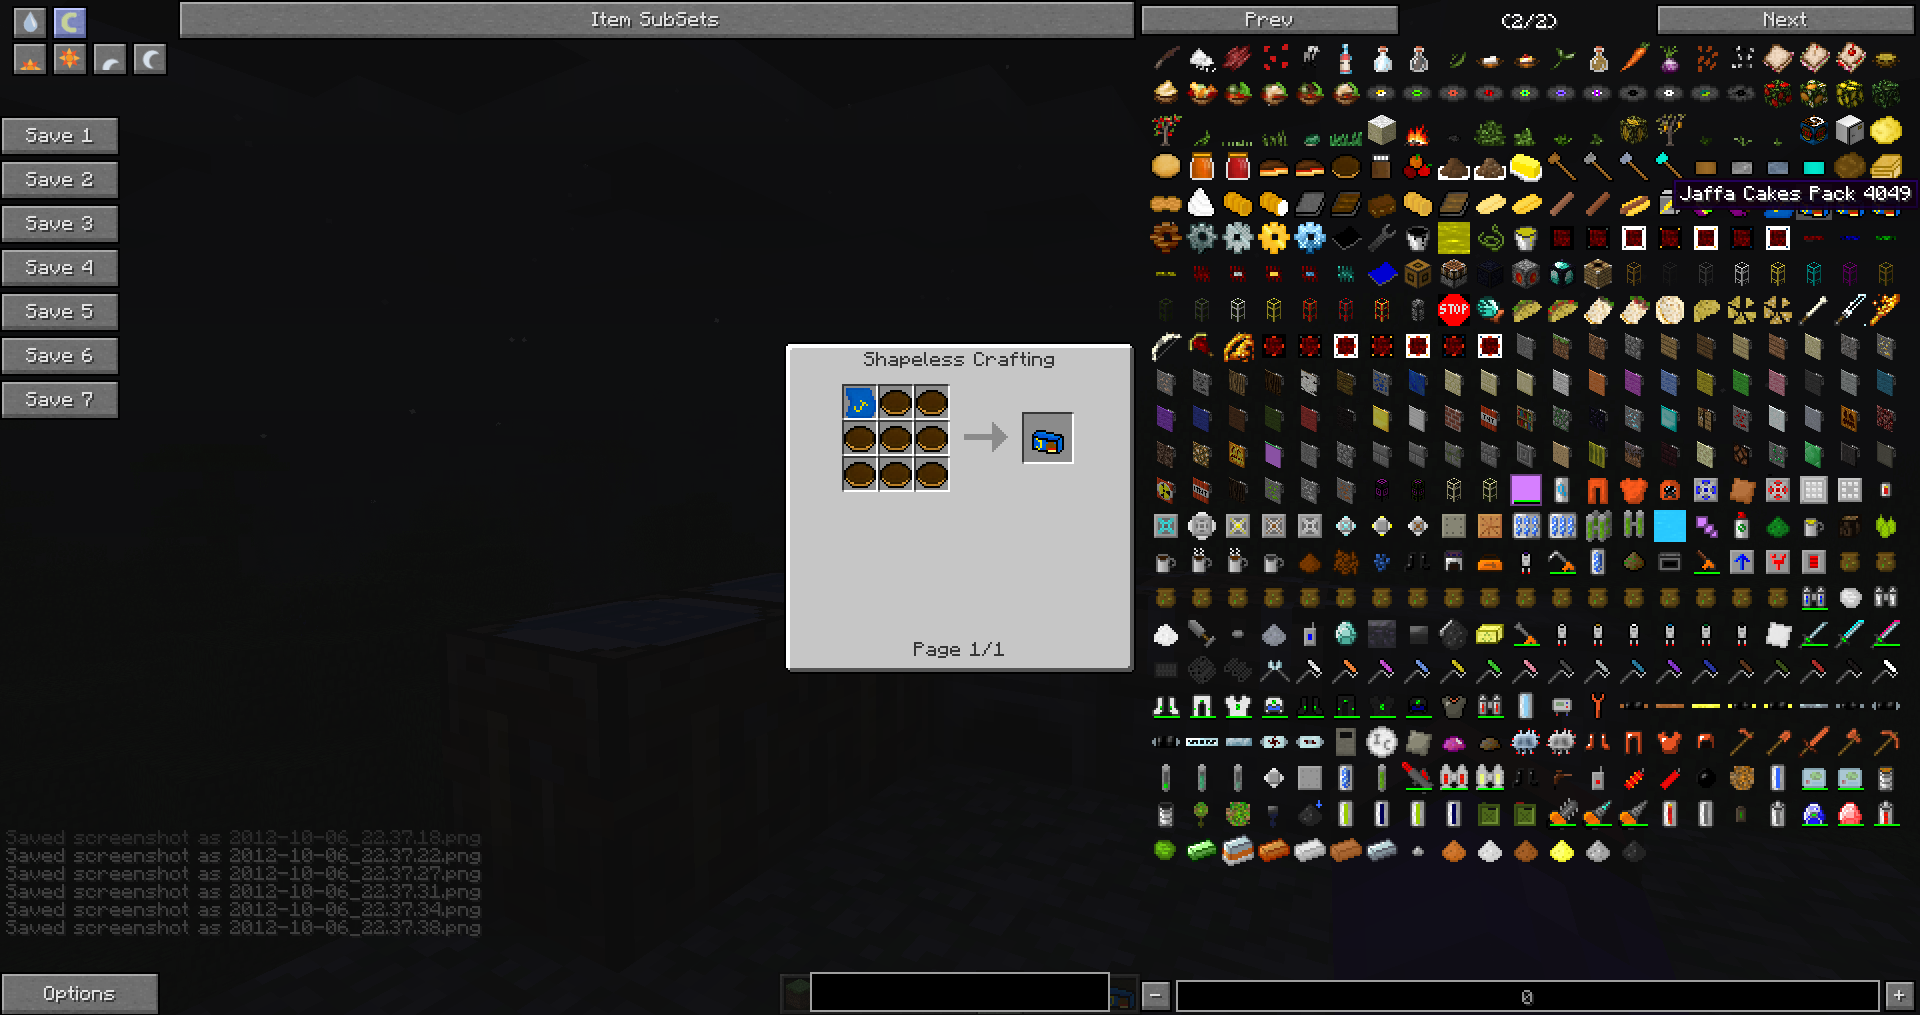 Item SubSets
Prev
(2/2)
Next
Save 1
Save 2
Save 3
Save 4
Save 5
Save 6
Save 7
Jaffa Cakes Pack 4049
STOP
Shapeless Crafting
Page 1/1
Saved screenshot as 2012-10-06_22.37.18.png
Saved screenshot as 2012-10-06_22.37.22.png
Saved screenshot as 2012-10-06_22.37.27.png
Saved screenshot as 2012-10-06_22.37.31.png
Saved screenshot as 2012-10-06_22.37.34.png
Saved screenshot as 2012-10-06_22.37.38.png
Options
-
0
+